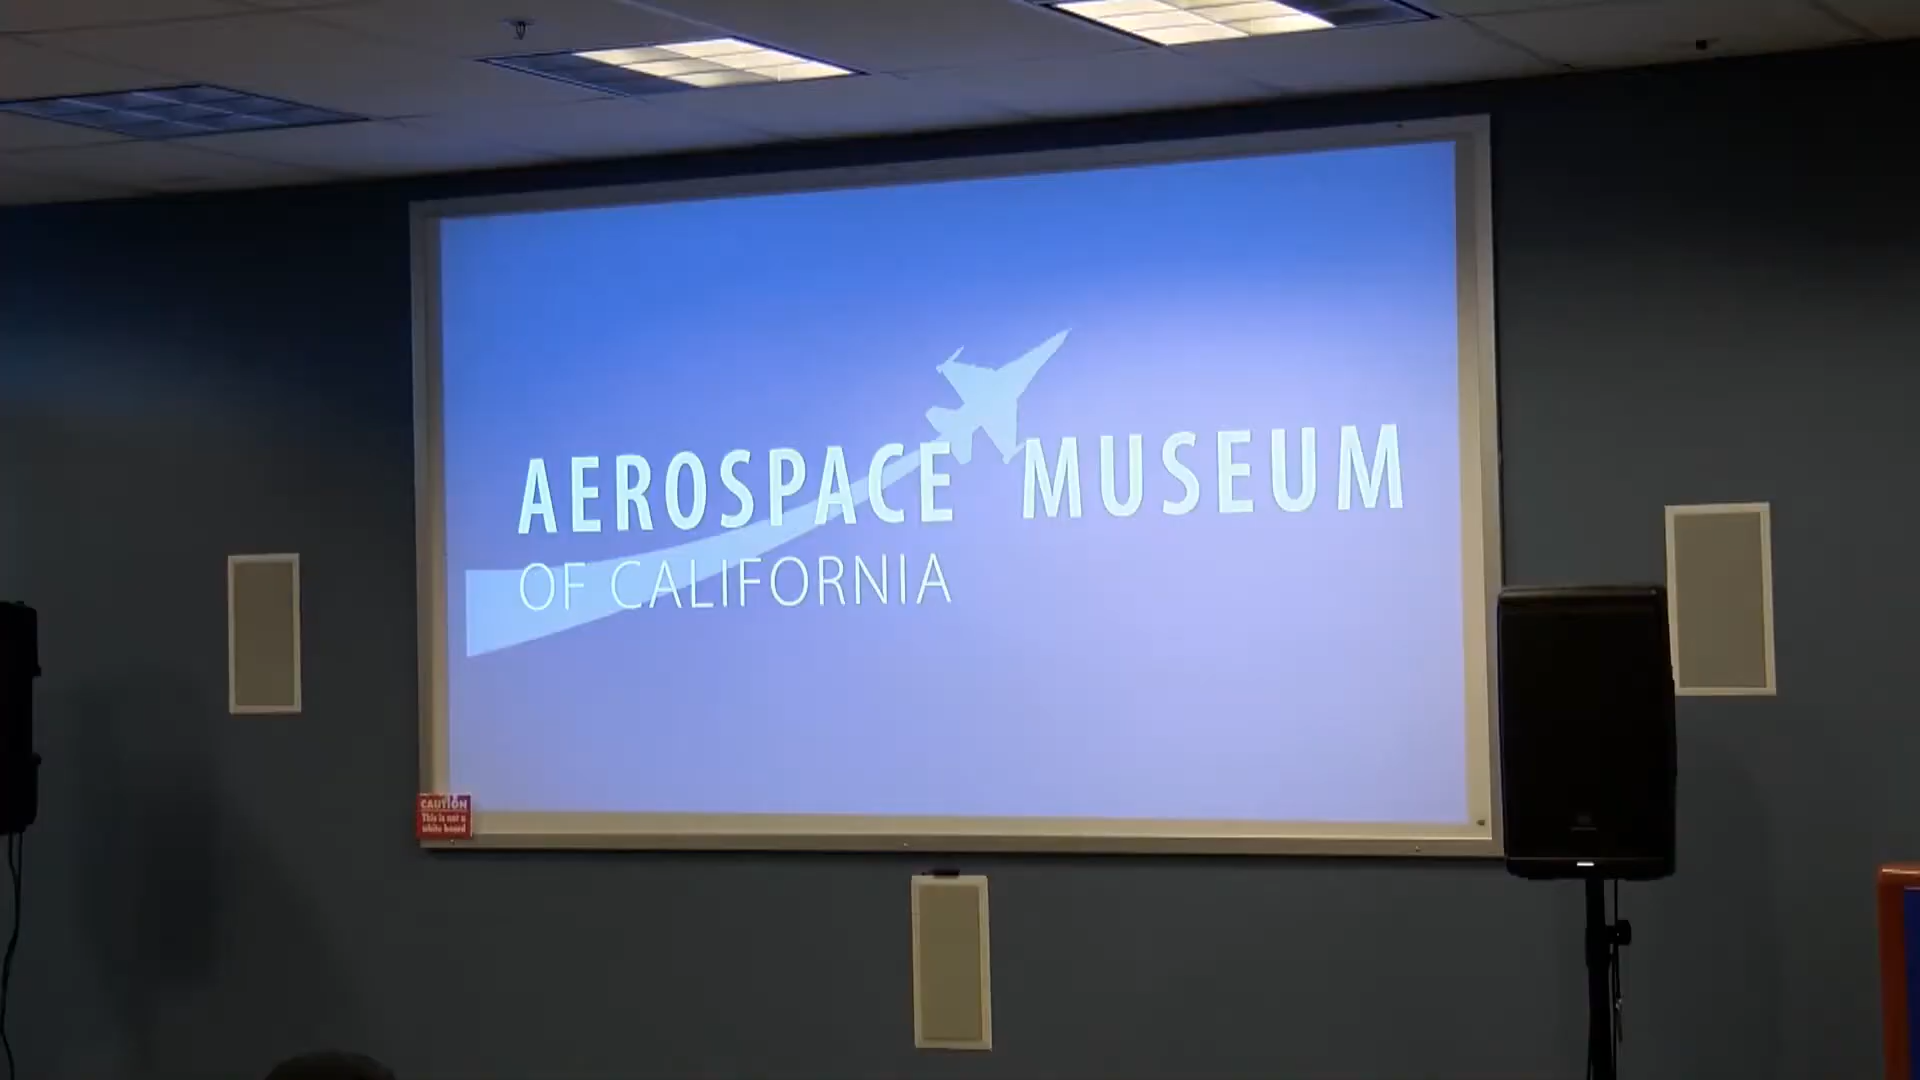 AEROSPACE MUSEUM
OF CALIFORNIA
CAUTION
This is not a
white board